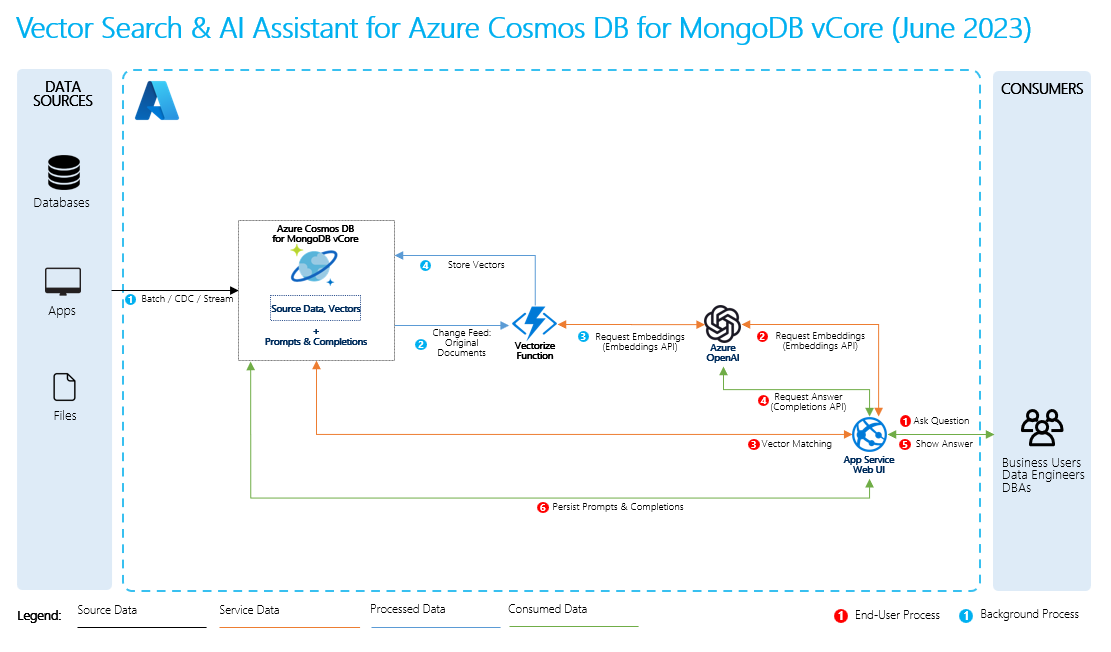 Vector Search & AI Assistant for Azure Cosmos DB for MongoDB vCore (June 2023)
DATA
SOURCES
Databases
Apps
Files
1 Batch / CDC / Stream
Azure Cosmos DB
for MongoDB vCore
Source Data, Vectors
+
Prompts & Completions
4 Store Vectors
Change Feed:
2 Original
Documents
Vectorize
Function
3 Request Embeddings
(Embeddings API)
Azure
OpenAI
2 Request Embeddings
(Embeddings API)
4 Request Answer
(Completions API)
3 Vector Matching
App Service
Web UI
1 Ask Question
5 Show Answer
6 Persist Prompts & Completions
CONSUMERS
Business Users
Data Engineers
DBAs
Legend:
Source Data
Service Data
Processed Data
Consumed Data
1 End-User Process
1 Background Process